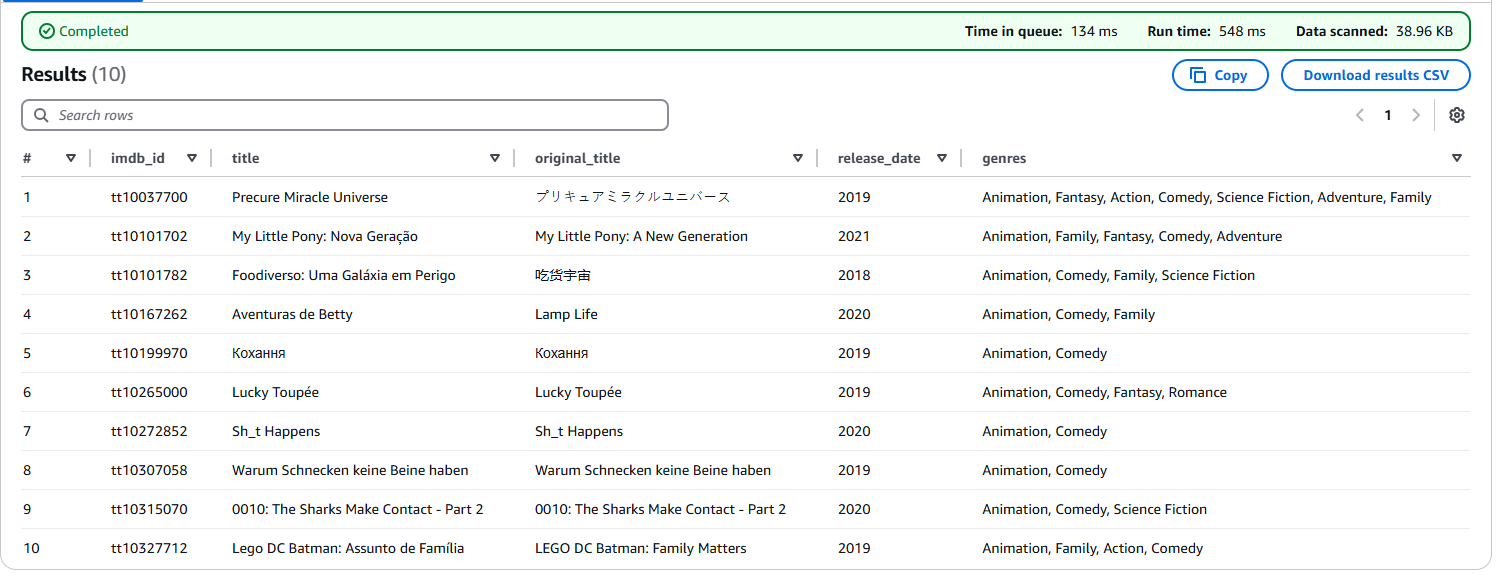 Completed Time in queue: 134 ms Run time: 548 ms Data scanned: 38.96 KB
Results (10) Copy Download results CSV
Search rows 1
# imdb_id title original_title release_date genres
1 tt10037700 Precure Miracle Universe プリキュアミラクルユニバース 2019 Animation, Fantasy, Action, Comedy, Science Fiction, Adventure, Family
2 tt10101702 My Little Pony: Nova Geração My Little Pony: A New Generation 2021 Animation, Family, Fantasy, Comedy, Adventure
3 tt10101782 Foodiverso: Uma Galáxia em Perigo 吃货宇宙 2018 Animation, Comedy, Family, Science Fiction
4 tt10167262 Aventuras de Betty Lamp Life 2020 Animation, Comedy, Family
5 tt10199970 Кохання Кохання 2019 Animation, Comedy
6 tt10265000 Lucky Toupée Lucky Toupée 2019 Animation, Comedy, Fantasy, Romance
7 tt10272852 Sh_t Happens Sh_t Happens 2020 Animation, Comedy
8 tt10307058 Warum Schnecken keine Beine haben Warum Schnecken keine Beine haben 2019 Animation, Comedy
9 tt10315070 0010: The Sharks Make Contact - Part 2 0010: The Sharks Make Contact - Part 2 2020 Animation, Comedy, Science Fiction
10 tt10327712 Lego DC Batman: Assunto de Família LEGO DC Batman: Family Matters 2019 Animation, Family, Action, Comedy